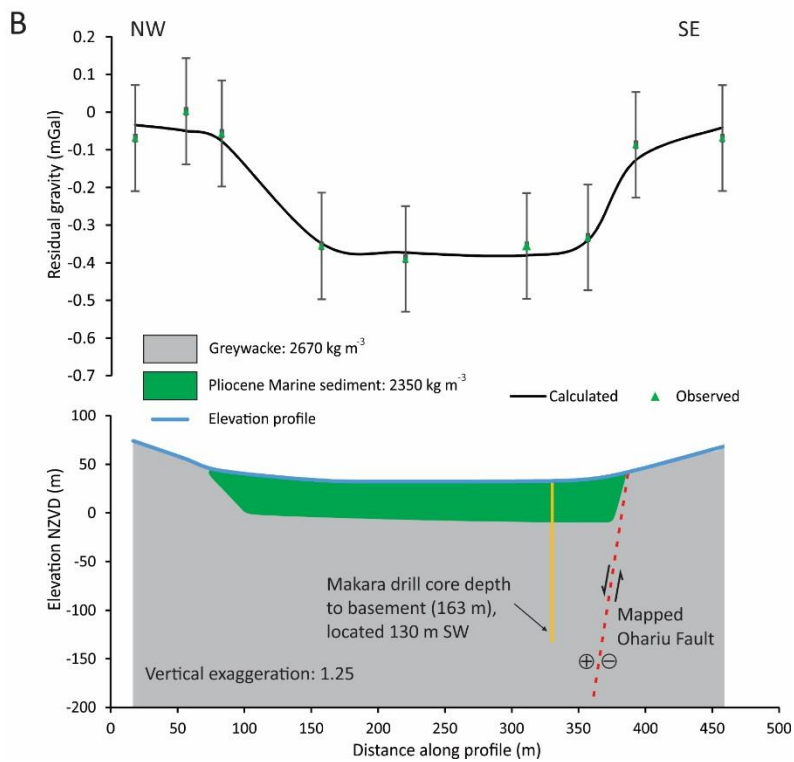 B
NW
SE
0.2
0.1
0
-0.1
-0.2
-0.3
-0.4
-0.5
-0.6
-0.7
Residual gravity (mGal)
Greywacke: 2670 kg m⁻³
Pliocene Marine sediment: 2350 kg m⁻³
Elevation profile
Calculated
Observed
100
50
0
-50
-100
-150
-200
Elevation NZVD (m)
Makara drill core depth
to basement (163 m),
located 130 m SW
Mapped
Ohariu Fault
Vertical exaggeration: 1.25
0 50 100 150 200 250 300 350 400 450 500
Distance along profile (m)